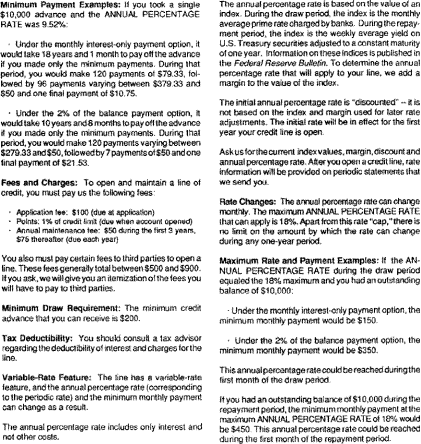 Minimum Payment Examples: If you took a single
$10,000 advance and the ANNUAL PERCENTAGE
RATE was 9.52%:
· Under the monthly interest-only payment option, it
would take 18 years and 1 month to pay off the advance
if you made only the minimum payments. During that
period, you would make 120 payments of $79.33, fol-
lowed by 96 payments varying between $379.33 and
$50 and one final payment of $10.75.
· Under the 2% of the balance payment option, it
would take 10 years and 8 months to pay off the advance
if you made only the minimum payments. During that
period, you would make 120 payments varying between
$279.33 and $50, followed by 7 payments of $50 and one
final payment of $21.53.
Fees and Charges: To open and maintain a line of
credit, you must pay us the following fees:
· Application fee: $100 (due at application)
· Points: 1% of credit limit (due when account opened)
· Annual maintenance fee: $50 during the first 3 years,
$75 thereafter (due each year)
You also must pay certain fees to third parties to open a
line. These fees generally total between $500 and $900.
If you ask, we will give you an itemization of the fees you
will have to pay to third parties.
Minimum Draw Requirement: The minimum credit
advance that you can receive is $200.
Tax Deductibility: You should consult a tax advisor
regarding the deductibility of interest and charges for the
line.
Variable-Rate Feature: The line has a variable-rate
feature, and the annual percentage rate (corresponding
to the periodic rate) and the minimum monthly payment
can change as a result.
The annual percentage rate includes only interest and
not other costs.
The annual percentage rate is based on the value of an
index. During the draw period, the index is the monthly
average prime rate charged by banks. During the repay-
ment period, the index is the weekly average yield on
U.S. Treasury securities adjusted to a constant maturity
of one year. Information on these indices is published in
the Federal Reserve Bulletin. To determine the annual
percentage rate that will apply to your line, we add a
margin to the value of the index.
The initial annual percentage rate is "discounted" -- it is
not based on the index and margin used for later rate
adjustments. The initial rate will be in effect for the first
year your credit line is open.
Ask us for the current index values, margin, discount and
annual percentage rate. After you open a credit line, rate
information will be provided on periodic statements that
we send you.
Rate Changes: The annual percentage rate can change
monthly. The maximum ANNUAL PERCENTAGE RATE
that can apply is 18%. Apart from this rate "cap," there is
no limit on the amount by which the rate can change
during any one-year period.
Maximum Rate and Payment Examples: If the AN-
NUAL PERCENTAGE RATE during the draw period
equaled the 18% maximum and you had an outstanding
balance of $10,000:
· Under the monthly interest-only payment option, the
minimum monthly payment would be $150.
· Under the 2% of the balance payment option, the
minimum monthly payment would be $350.
This annual percentage rate could be reached during the
first month of the draw period.
If you had an outstanding balance of $10,000 during the
repayment period, the minimum monthly payment at the
maximum ANNUAL PERCENTAGE RATE of 18% would
be $450. This annual percentage rate could be reached
during the first month of the repayment period.